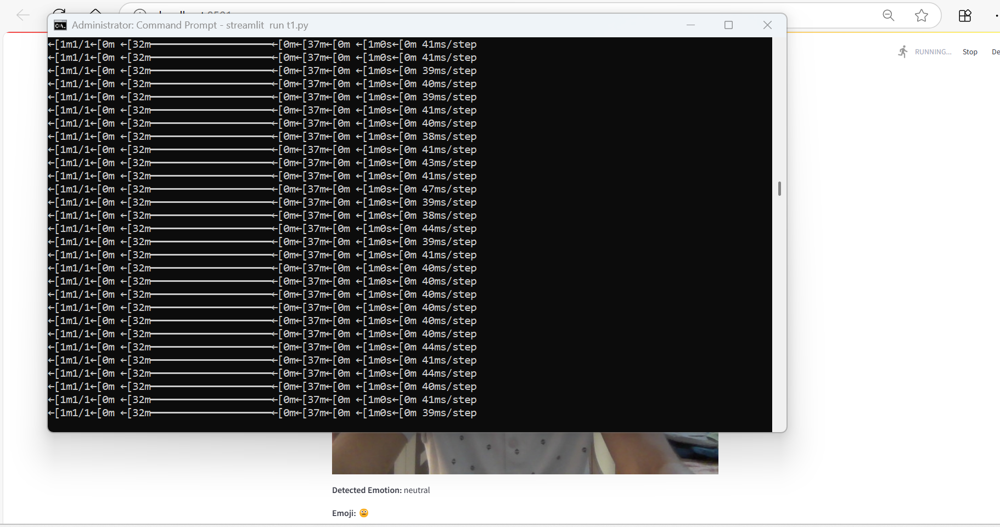 Administrator: Command Prompt - streamlit  run t1.py
←[1m1/1←[0m ←[32m━━━━━━━━━━━━━━━━━━━━←[0m←[37m←[0m ←[1m0s←[0m 41ms/step
←[1m1/1←[0m ←[32m━━━━━━━━━━━━━━━━━━━━←[0m←[37m←[0m ←[1m0s←[0m 41ms/step
←[1m1/1←[0m ←[32m━━━━━━━━━━━━━━━━━━━━←[0m←[37m←[0m ←[1m0s←[0m 39ms/step
←[1m1/1←[0m ←[32m━━━━━━━━━━━━━━━━━━━━←[0m←[37m←[0m ←[1m0s←[0m 40ms/step
←[1m1/1←[0m ←[32m━━━━━━━━━━━━━━━━━━━━←[0m←[37m←[0m ←[1m0s←[0m 39ms/step
←[1m1/1←[0m ←[32m━━━━━━━━━━━━━━━━━━━━←[0m←[37m←[0m ←[1m0s←[0m 41ms/step
←[1m1/1←[0m ←[32m━━━━━━━━━━━━━━━━━━━━←[0m←[37m←[0m ←[1m0s←[0m 40ms/step
←[1m1/1←[0m ←[32m━━━━━━━━━━━━━━━━━━━━←[0m←[37m←[0m ←[1m0s←[0m 38ms/step
←[1m1/1←[0m ←[32m━━━━━━━━━━━━━━━━━━━━←[0m←[37m←[0m ←[1m0s←[0m 41ms/step
←[1m1/1←[0m ←[32m━━━━━━━━━━━━━━━━━━━━←[0m←[37m←[0m ←[1m0s←[0m 43ms/step
←[1m1/1←[0m ←[32m━━━━━━━━━━━━━━━━━━━━←[0m←[37m←[0m ←[1m0s←[0m 41ms/step
←[1m1/1←[0m ←[32m━━━━━━━━━━━━━━━━━━━━←[0m←[37m←[0m ←[1m0s←[0m 47ms/step
←[1m1/1←[0m ←[32m━━━━━━━━━━━━━━━━━━━━←[0m←[37m←[0m ←[1m0s←[0m 39ms/step
←[1m1/1←[0m ←[32m━━━━━━━━━━━━━━━━━━━━←[0m←[37m←[0m ←[1m0s←[0m 38ms/step
←[1m1/1←[0m ←[32m━━━━━━━━━━━━━━━━━━━━←[0m←[37m←[0m ←[1m0s←[0m 44ms/step
←[1m1/1←[0m ←[32m━━━━━━━━━━━━━━━━━━━━←[0m←[37m←[0m ←[1m0s←[0m 39ms/step
←[1m1/1←[0m ←[32m━━━━━━━━━━━━━━━━━━━━←[0m←[37m←[0m ←[1m0s←[0m 41ms/step
←[1m1/1←[0m ←[32m━━━━━━━━━━━━━━━━━━━━←[0m←[37m←[0m ←[1m0s←[0m 40ms/step
←[1m1/1←[0m ←[32m━━━━━━━━━━━━━━━━━━━━←[0m←[37m←[0m ←[1m0s←[0m 40ms/step
←[1m1/1←[0m ←[32m━━━━━━━━━━━━━━━━━━━━←[0m←[37m←[0m ←[1m0s←[0m 40ms/step
←[1m1/1←[0m ←[32m━━━━━━━━━━━━━━━━━━━━←[0m←[37m←[0m ←[1m0s←[0m 40ms/step
←[1m1/1←[0m ←[32m━━━━━━━━━━━━━━━━━━━━←[0m←[37m←[0m ←[1m0s←[0m 40ms/step
←[1m1/1←[0m ←[32m━━━━━━━━━━━━━━━━━━━━←[0m←[37m←[0m ←[1m0s←[0m 40ms/step
←[1m1/1←[0m ←[32m━━━━━━━━━━━━━━━━━━━━←[0m←[37m←[0m ←[1m0s←[0m 44ms/step
←[1m1/1←[0m ←[32m━━━━━━━━━━━━━━━━━━━━←[0m←[37m←[0m ←[1m0s←[0m 41ms/step
←[1m1/1←[0m ←[32m━━━━━━━━━━━━━━━━━━━━←[0m←[37m←[0m ←[1m0s←[0m 44ms/step
←[1m1/1←[0m ←[32m━━━━━━━━━━━━━━━━━━━━←[0m←[37m←[0m ←[1m0s←[0m 40ms/step
←[1m1/1←[0m ←[32m━━━━━━━━━━━━━━━━━━━━←[0m←[37m←[0m ←[1m0s←[0m 41ms/step
←[1m1/1←[0m ←[32m━━━━━━━━━━━━━━━━━━━━←[0m←[37m←[0m ←[1m0s←[0m 39ms/step
RUNNING... Stop De
Detected Emotion: neutral
Emoji: 😐